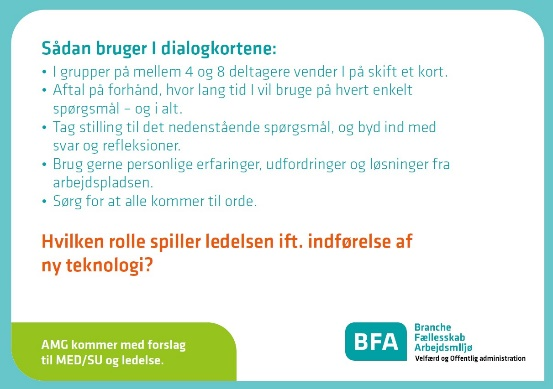 Sådan bruger I dialogkortene:
• I grupper på mellem 4 og 8 deltagere vender I på skift et kort.
• Aftal på forhånd, hvor lang tid I vil bruge på hvert enkelt
spørgsmål – og i alt.
• Tag stilling til det nedenstående spørgsmål, og byd ind med
svar og refleksioner.
• Brug gerne personlige erfaringer, udfordringer og løsninger fra
arbejdspladsen.
• Sørg for at alle kommer til orde.
Hvilken rolle spiller ledelsen ift. indførelse af
ny teknologi?
AMG kommer med forslag
til MED/SU og ledelse.
BFA
Branche
Fællesskab
Arbejdsmiljø
Velfærd og Offentlig administration